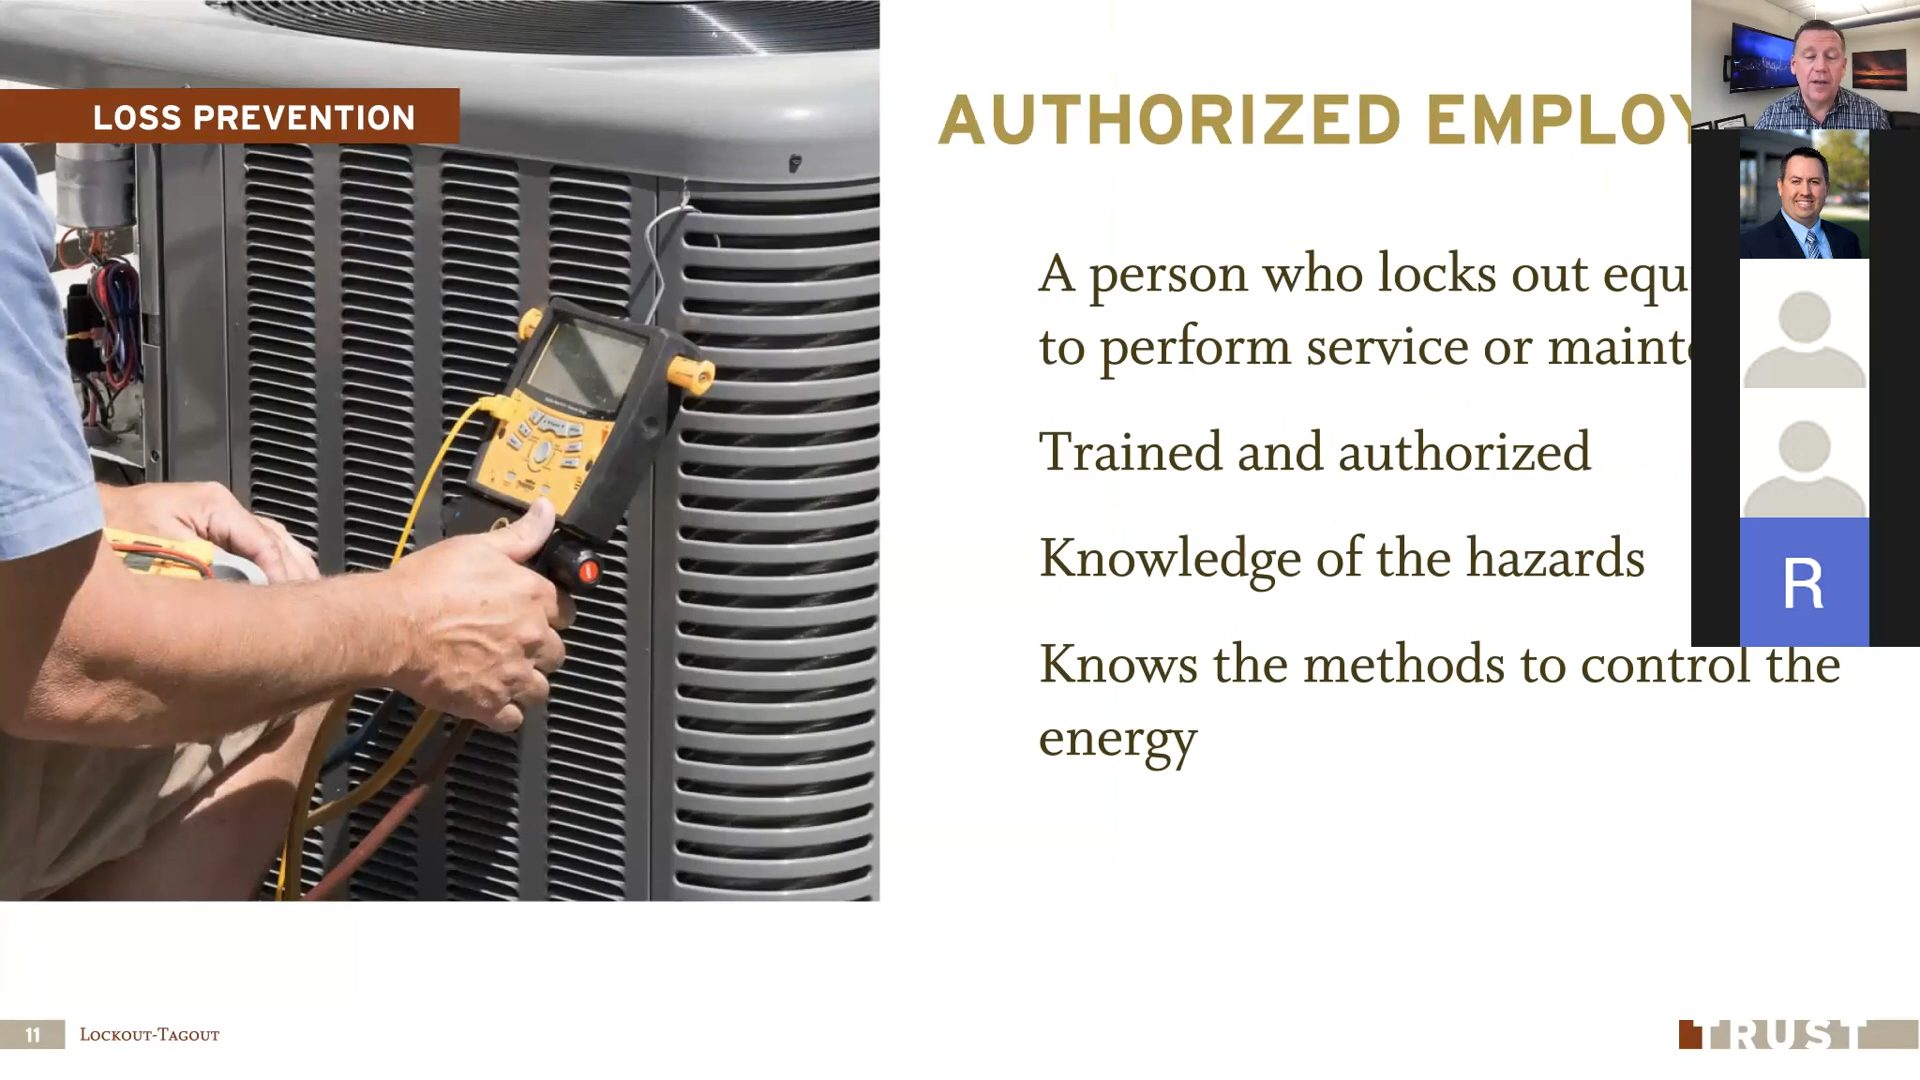 LOSS PREVENTION
AUTHORIZED EMPLOY
A person who locks out equ
to perform service or maint
Trained and authorized
Knowledge of the hazards
R
Knows the methods to control the
energy
11
Lockout-Tagout
TRUST